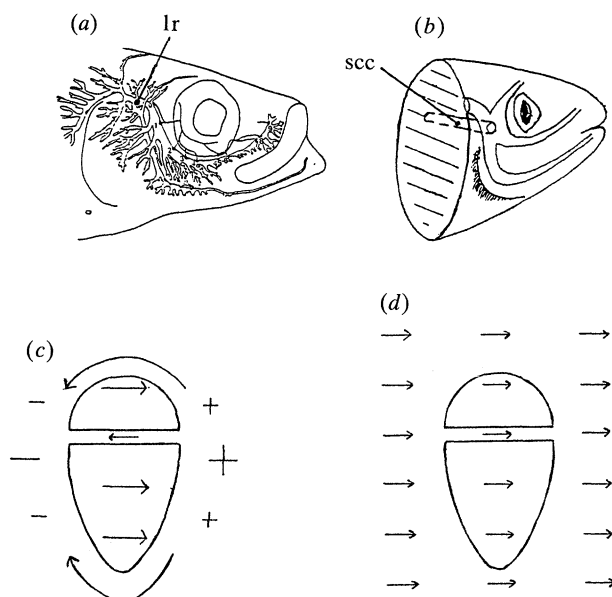 (a)
lr
(b)
scc
(c)
(d)
− +
− +
− +